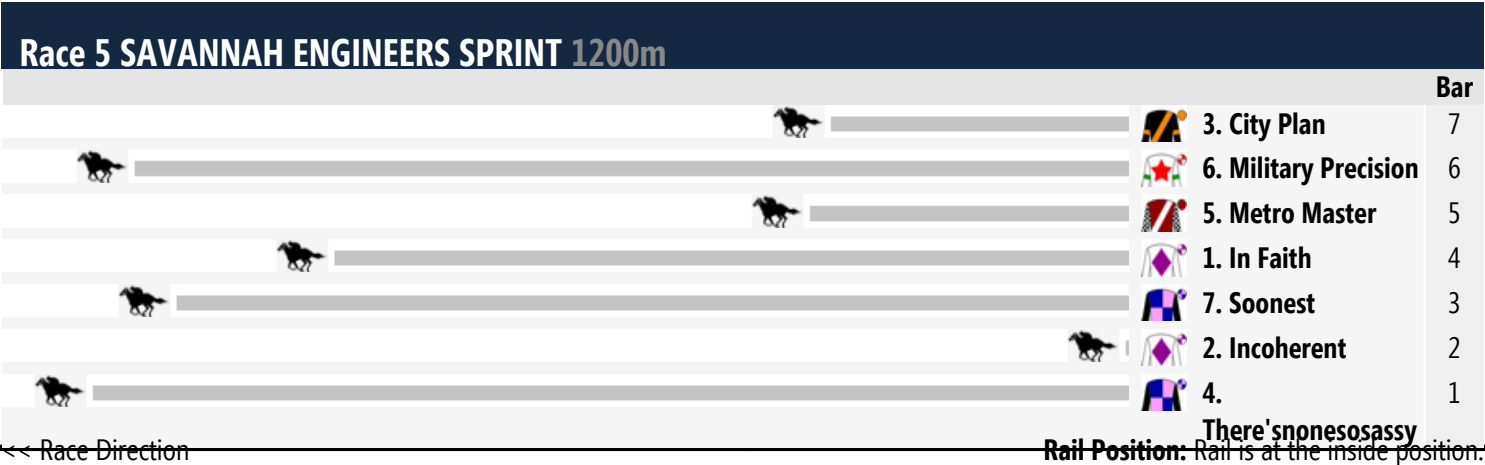 Race 5 SAVANNAH ENGINEERS SPRINT 1200m
Bar
3. City Plan 7
6. Military Precision 6
5. Metro Master 5
1. In Faith 4
7. Soonest 3
2. Incoherent 2
4. 1
There'snonesosassy
<< Race Direction Rail Position: Rail is at the inside position.